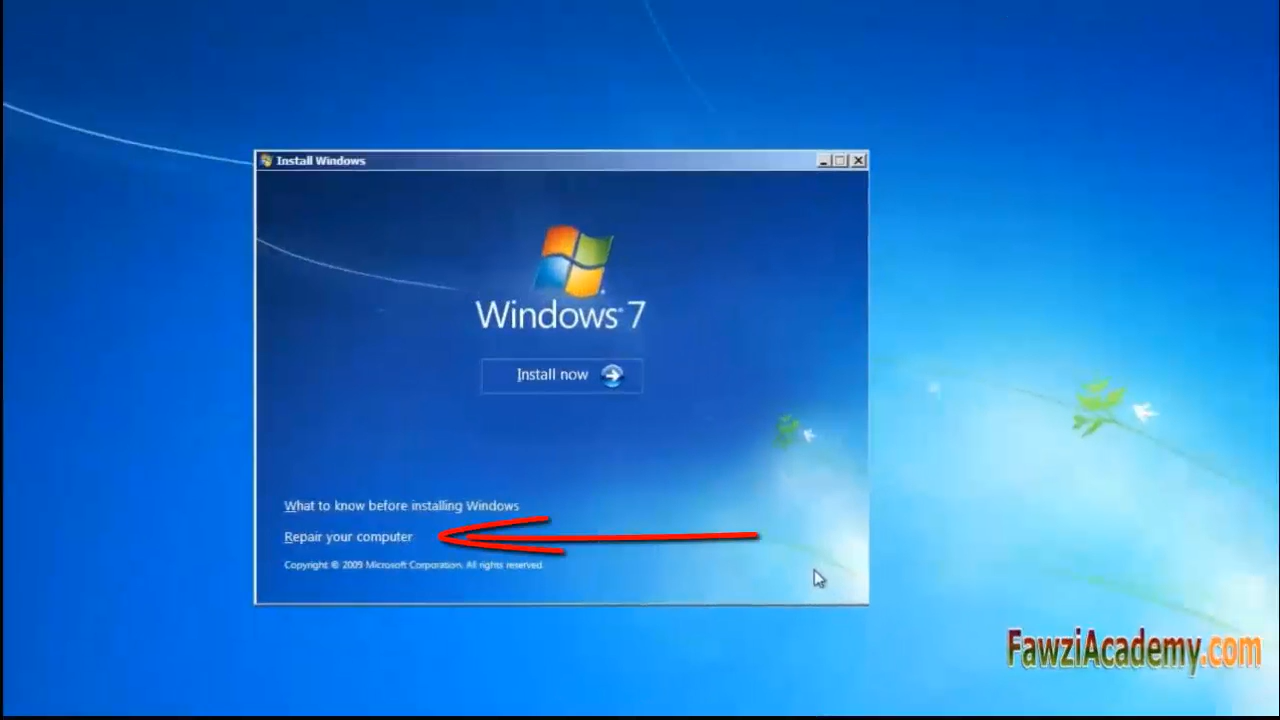 Install Windows
Windows 7
Install now
What to know before installing Windows
Repair your computer
Copyright © 2009 Microsoft Corporation. All rights reserved.
FawziAcademy.com